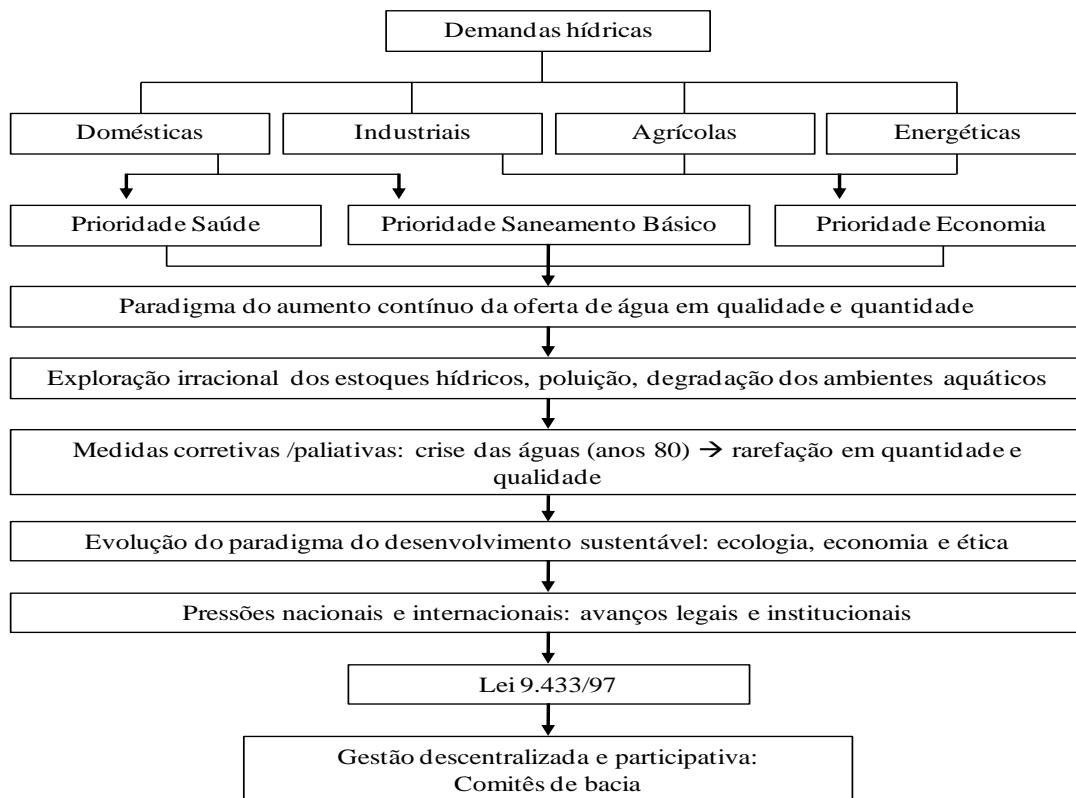 Demandas hídricas
Domésticas
Industriais
Agrícolas
Energéticas
Prioridade Saúde
Prioridade Saneamento Básico
Prioridade Economia
Paradigma do aumento contínuo da oferta de água em qualidade e quantidade
Exploração irracional dos estoques hídricos, poluição, degradação dos ambientes aquáticos
Medidas corretivas /paliativas: crise das águas (anos 80) → rarefação em quantidade e
qualidade
Evolução do paradigma do desenvolvimento sustentável: ecologia, economia e ética
Pressões nacionais e internacionais: avanços legais e institucionais
Lei 9.433/97
Gestão descentralizada e participativa:
Comitês de bacia